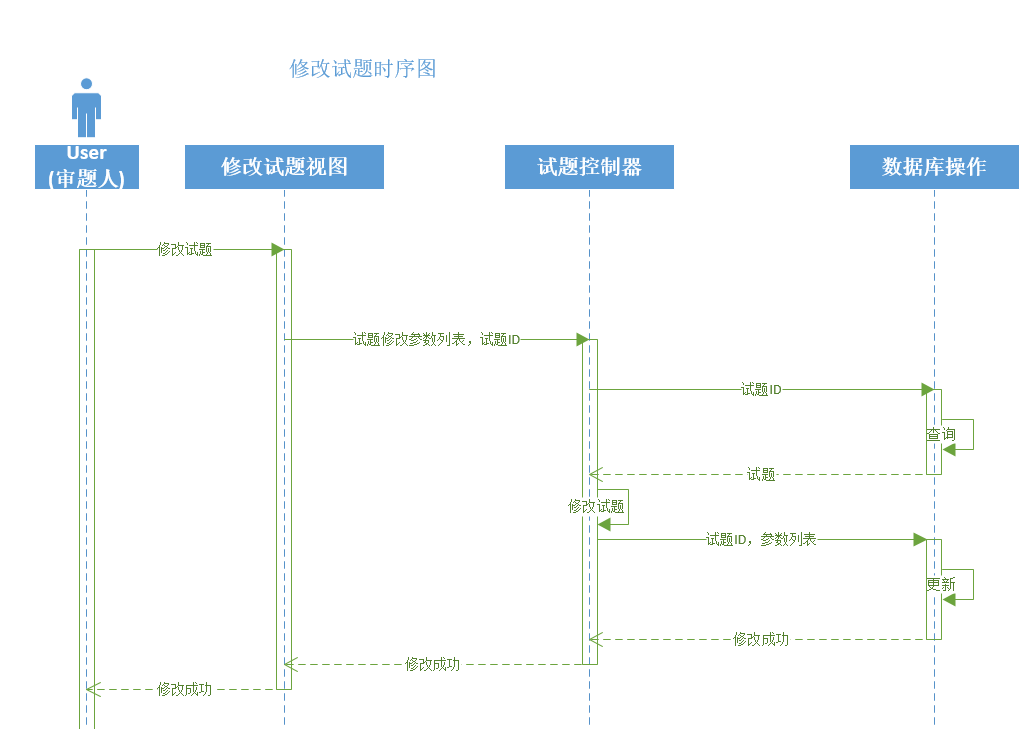 修改试题时序图
User
(审题人)
修改试题视图
试题控制器
数据库操作
修改试题
试题修改参数列表，试题ID
试题ID
查询
试题
修改试题
试题ID，参数列表
更新
修改成功
修改成功
修改成功